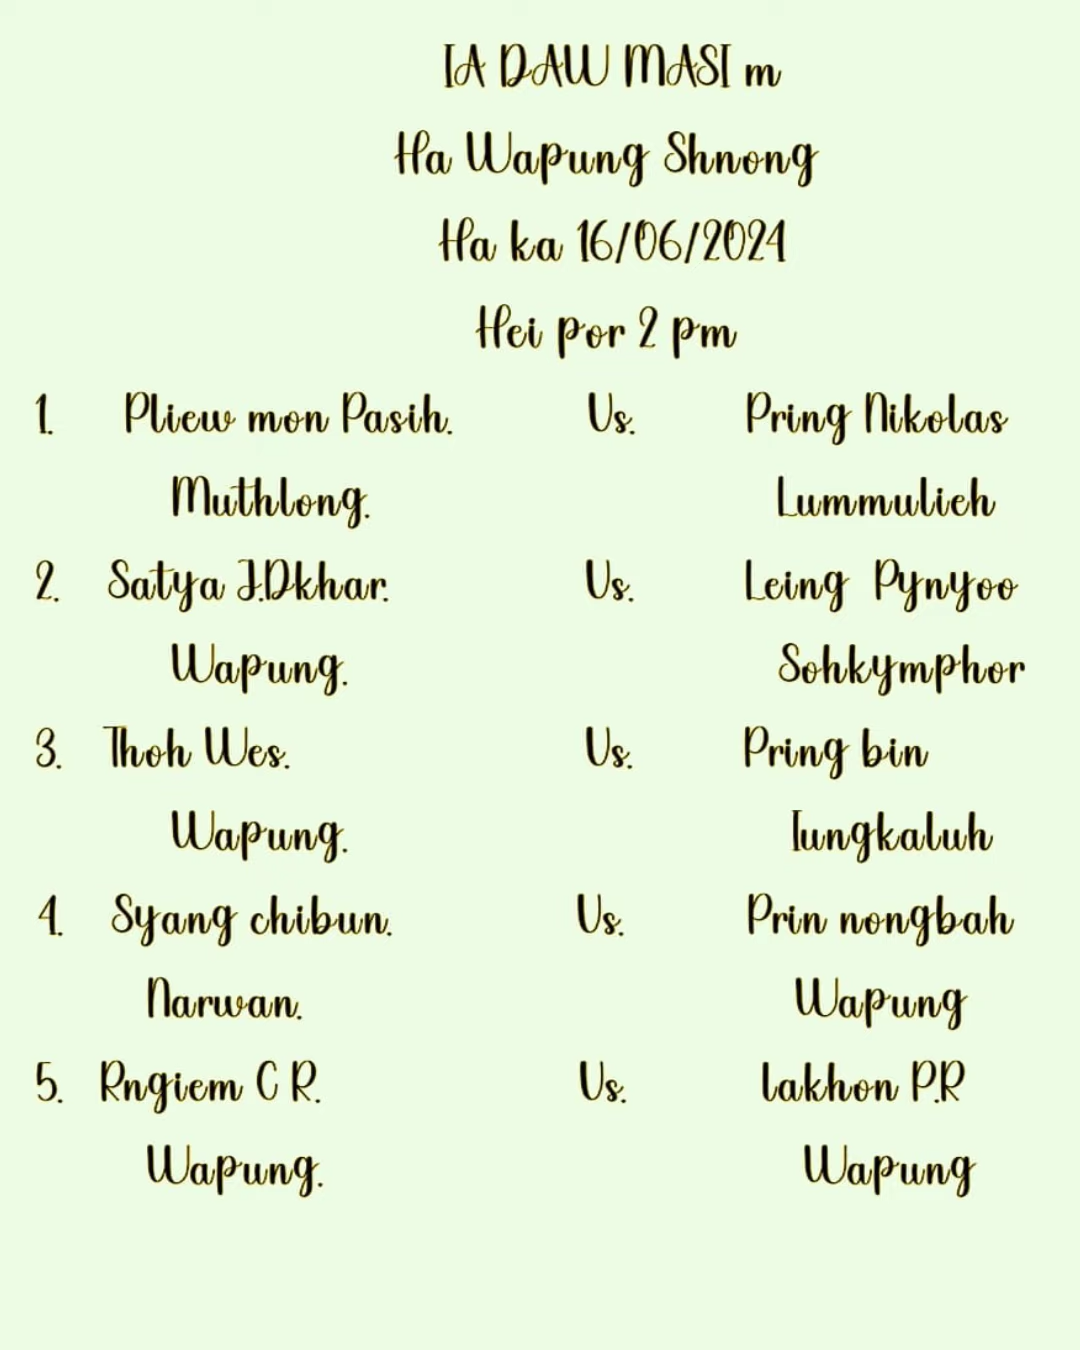 IA DAW MASI m
Ha Wapung Shnong
Ha ka 16/06/2024
Hei por 2 pm
1. Pliew mon Pasih. Vs. Pring Nikolas
Muthlong. Lummulieh
2. Satya J.Dkhar. Vs. Leing Pynyoo
Wapung. Sohkymphor
3. Thoh Wes. Vs. Pring bin
Wapung. Iungkaluh
4. Syang chibun. Vs. Prin nongbah
Narwan. Wapung
5. Rngiem C R. Vs. lakhon P.R
Wapung. Wapung